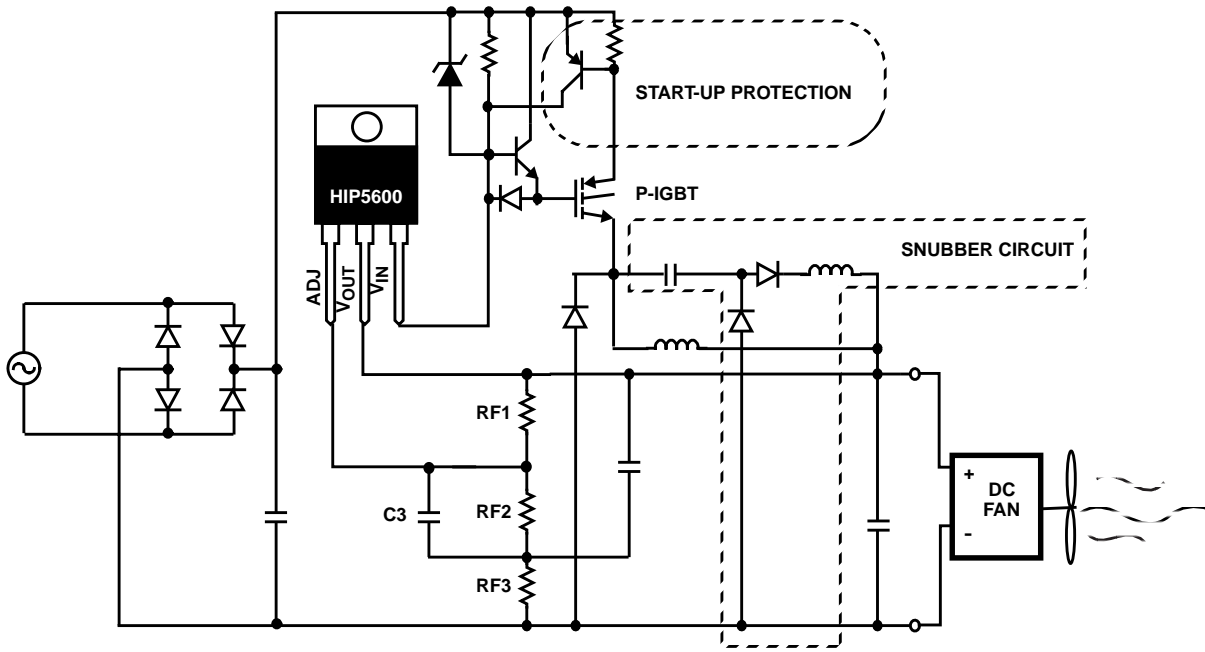 START-UP PROTECTION
HIP5600
P-IGBT
SNUBBER CIRCUIT
ADJ
VOUT
VIN
RF1
C3
RF2
RF3
+
DC
FAN
-